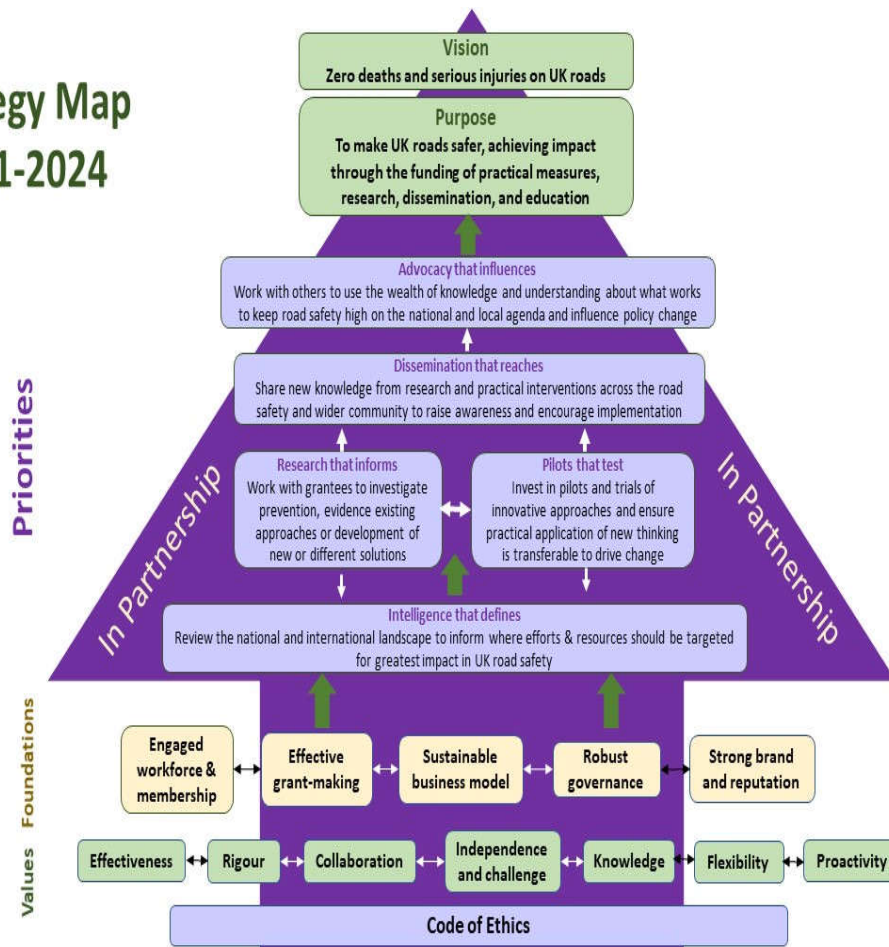 Vision
Zero deaths and serious injuries on UK roads
egy Map
1-2024
Purpose
To make UK roads safer, achieving impact
through the funding of practical measures,
research, dissemination, and education
Advocacy that influences
Work with others to use the wealth of knowledge and understanding about what works
to keep road safety high on the national and local agenda and influence policy change
Priorities
Dissemination that reaches
Share new knowledge from research and practical interventions across the road
safety and wider community to raise awareness and encourage implementation
In Partnership
In Partnership
Research that informs
Work with grantees to investigate
prevention, evidence existing
approaches or development of
new or different solutions
Pilots that test
Invest in pilots and trials of
innovative approaches and ensure
practical application of new thinking
is transferable to drive change
Intelligence that defines
Review the national and international landscape to inform where efforts & resources should be targeted
for greatest impact in UK road safety
Foundations
Engaged
workforce &
membership
Effective
grant-making
Sustainable
business model
Robust
governance
Strong brand
and reputation
Values
Effectiveness
Rigour
Collaboration
Independence
and challenge
Knowledge
Flexibility
Proactivity
Code of Ethics